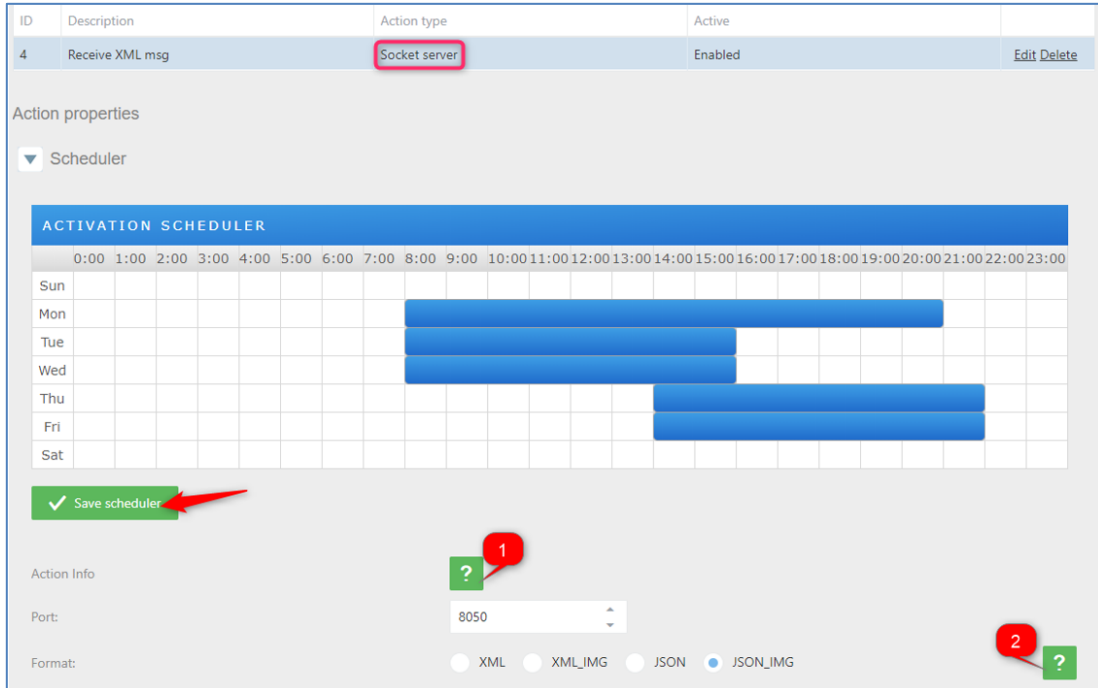 ID Description Action type Active
4 Receive XML msg Socket server Enabled Edit Delete
Action properties
Scheduler
ACTIVATION SCHEDULER
0:00 1:00 2:00 3:00 4:00 5:00 6:00 7:00 8:00 9:00 10:00 11:00 12:00 13:00 14:00 15:00 16:00 17:00 18:00 19:00 20:00 21:00 22:00 23:00
Sun
Mon
Tue
Wed
Thu
Fri
Sat
Save scheduler
1
Action Info ?
Port: 8050
2
Format: XML XML_IMG JSON JSON_IMG ?